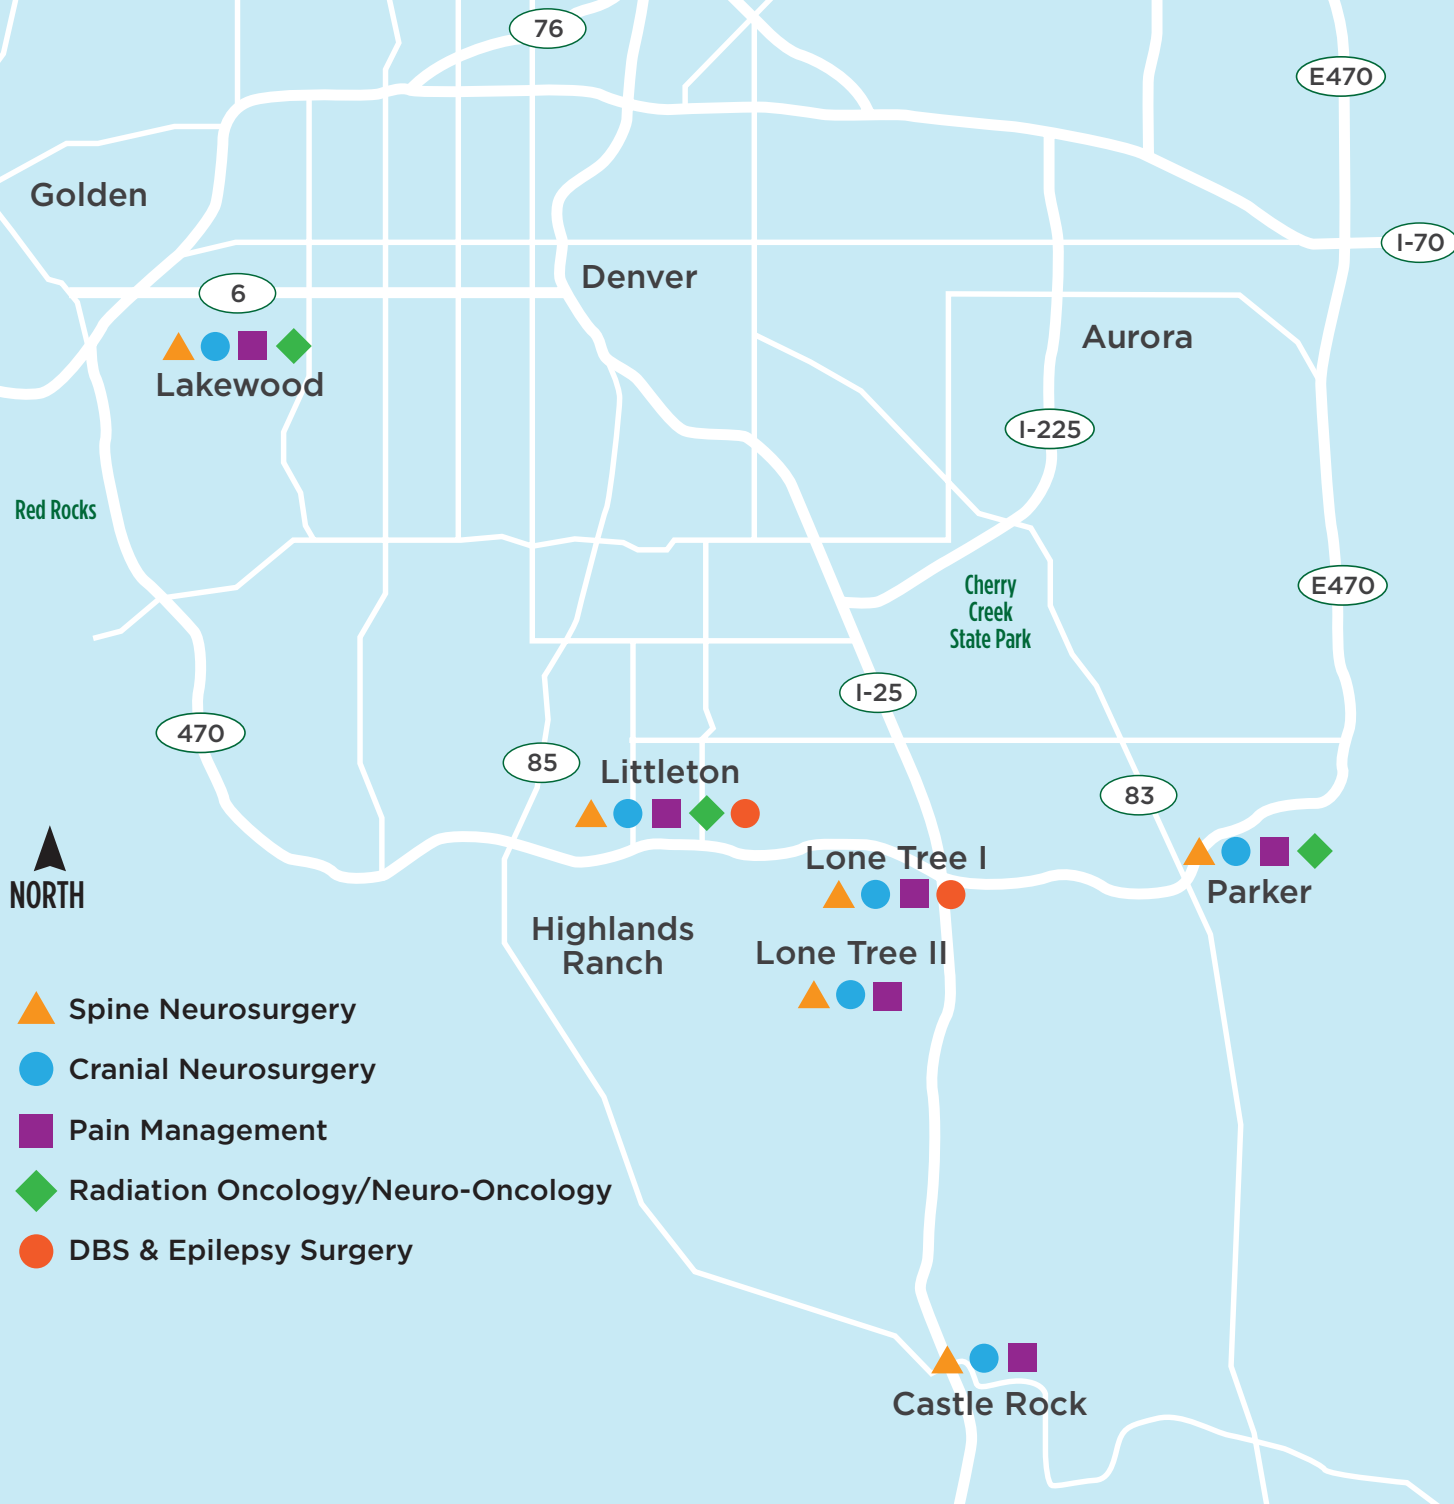 76
E470
Golden
I-70
Denver
6
Aurora
Lakewood
I-225
Red Rocks
Cherry
Creek
State Park
E470
I-25
470
85
Littleton
83
Lone Tree I
NORTH
Parker
Highlands
Ranch
Lone Tree II
Spine Neurosurgery
Cranial Neurosurgery
Pain Management
Radiation Oncology/Neuro-Oncology
DBS & Epilepsy Surgery
Castle Rock